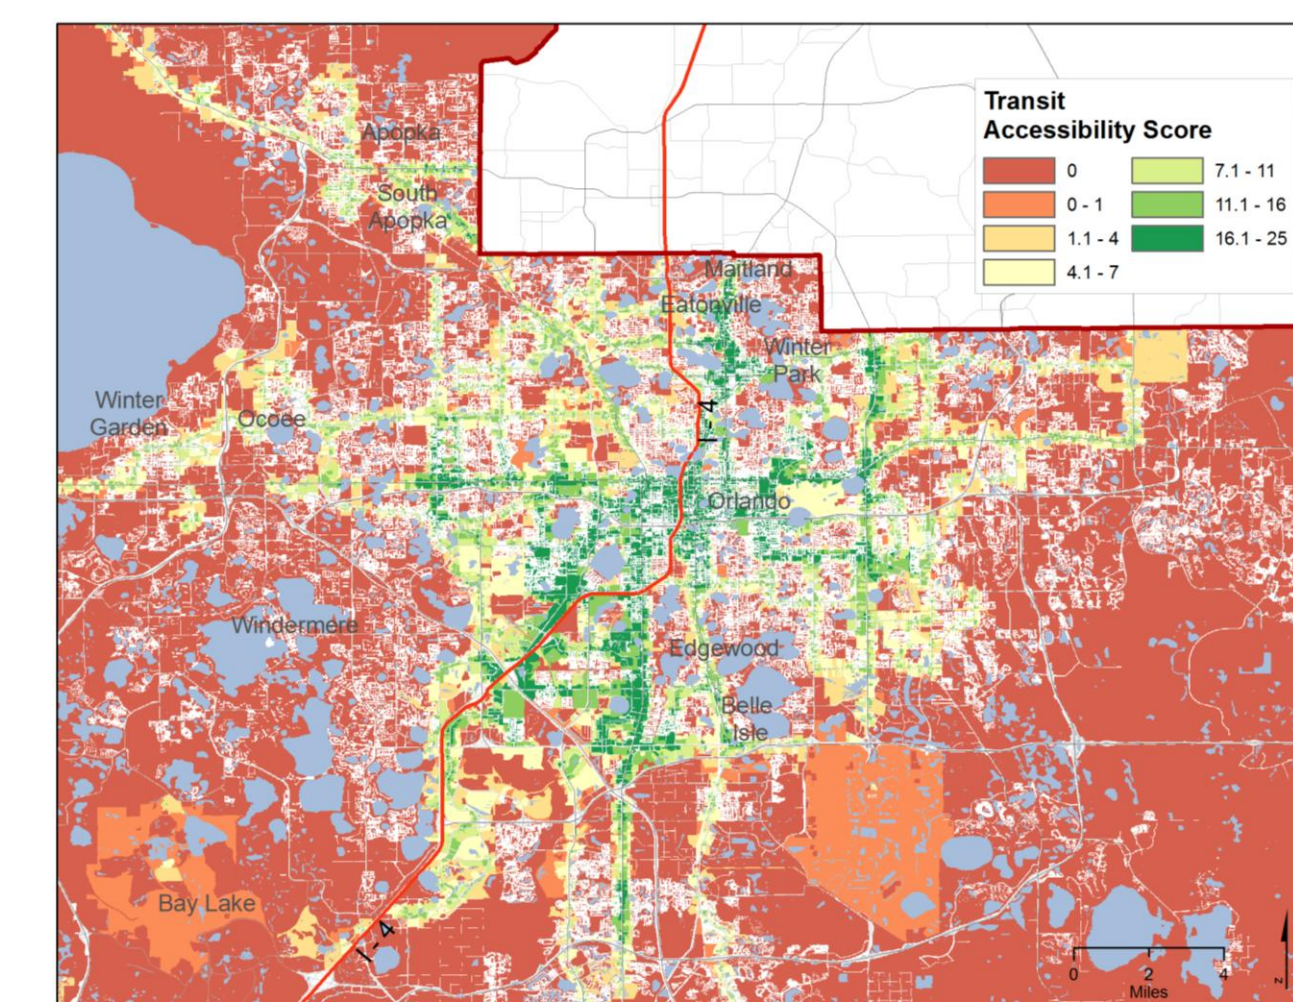 Transit
Accessibility Score
0
0 - 1
1.1 - 4
4.1 - 7
7.1 - 11
11.1 - 16
16.1 - 25
Apopka
South
Apopka
Maitland
Eatonville
Winter
Park
Winter
Garden
Ocoee
I - 4
Orlando
Windermere
Edgewood
Belle
Isle
Bay Lake
I - 4
0 2 4
Miles
N